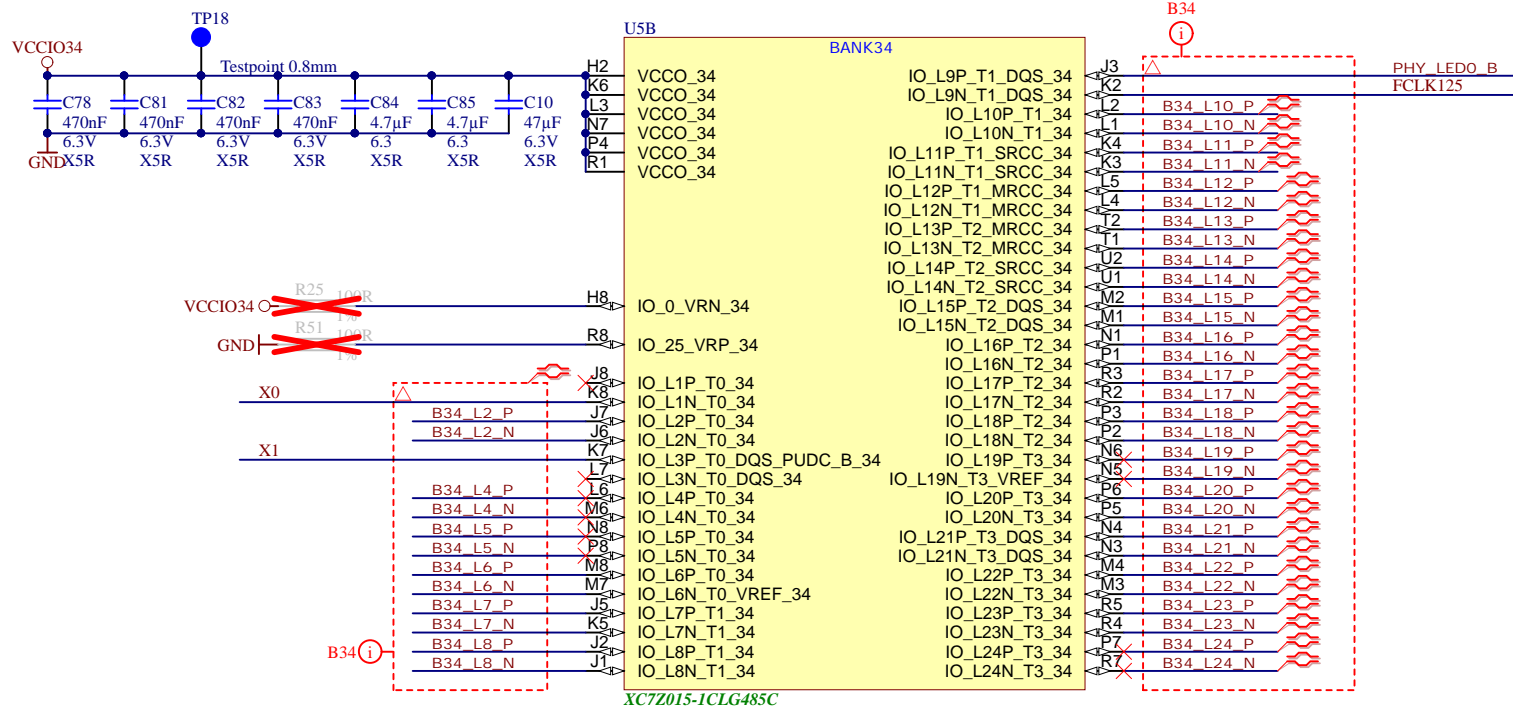 TP18
VCCIO34
Testpoint 0.8mm
C78
470nF
6.3V
X5R
C81
470nF
6.3V
X5R
C82
470nF
6.3V
X5R
C83
470nF
6.3V
X5R
C84
4.7µF
6.3
X5R
C85
4.7µF
6.3
X5R
C10
47µF
6.3V
X5R
GND
U5B
BANK34
H2 VCCO_34
K6 VCCO_34
L3 VCCO_34
N7 VCCO_34
P4 VCCO_34
R1 VCCO_34
VCCIO34 R25 100R 1% H8 IO_0_VRN_34
GND R51 100R 1% R8 IO_25_VRP_34
J8 IO_L1P_T0_34
X0 K8 IO_L1N_T0_34
B34_L2_P J7 IO_L2P_T0_34
B34_L2_N J6 IO_L2N_T0_34
X1 K7 IO_L3P_T0_DQS_PUDC_B_34
L7 IO_L3N_T0_DQS_34
B34_L4_P L6 IO_L4P_T0_34
B34_L4_N M6 IO_L4N_T0_34
B34_L5_P N8 IO_L5P_T0_34
B34_L5_N P8 IO_L5N_T0_34
B34_L6_P M8 IO_L6P_T0_34
B34_L6_N M7 IO_L6N_T0_VREF_34
B34_L7_P J5 IO_L7P_T1_34
B34_L7_N K5 IO_L7N_T1_34
B34_L8_P J2 IO_L8P_T1_34
B34_L8_N J1 IO_L8N_T1_34
B34 i
B34
i
IO_L9P_T1_DQS_34 J3 PHY_LED0_B
IO_L9N_T1_DQS_34 K2 FCLK125
IO_L10P_T1_34 L2 B34_L10_P
IO_L10N_T1_34 L1 B34_L10_N
IO_L11P_T1_SRCC_34 K4 B34_L11_P
IO_L11N_T1_SRCC_34 K3 B34_L11_N
IO_L12P_T1_MRCC_34 L5 B34_L12_P
IO_L12N_T1_MRCC_34 L4 B34_L12_N
IO_L13P_T2_MRCC_34 T2 B34_L13_P
IO_L13N_T2_MRCC_34 T1 B34_L13_N
IO_L14P_T2_SRCC_34 U2 B34_L14_P
IO_L14N_T2_SRCC_34 U1 B34_L14_N
IO_L15P_T2_DQS_34 M2 B34_L15_P
IO_L15N_T2_DQS_34 M1 B34_L15_N
IO_L16P_T2_34 N1 B34_L16_P
IO_L16N_T2_34 P1 B34_L16_N
IO_L17P_T2_34 R3 B34_L17_P
IO_L17N_T2_34 R2 B34_L17_N
IO_L18P_T2_34 P3 B34_L18_P
IO_L18N_T2_34 P2 B34_L18_N
IO_L19P_T3_34 N6 B34_L19_P
IO_L19N_T3_VREF_34 N5 B34_L19_N
IO_L20P_T3_34 P6 B34_L20_P
IO_L20N_T3_34 P5 B34_L20_N
IO_L21P_T3_DQS_34 N4 B34_L21_P
IO_L21N_T3_DQS_34 N3 B34_L21_N
IO_L22P_T3_34 M4 B34_L22_P
IO_L22N_T3_34 M3 B34_L22_N
IO_L23P_T3_34 R5 B34_L23_P
IO_L23N_T3_34 R4 B34_L23_N
IO_L24P_T3_34 P7 B34_L24_P
IO_L24N_T3_34 R7 B34_L24_N
XC7Z015-1CLG485C